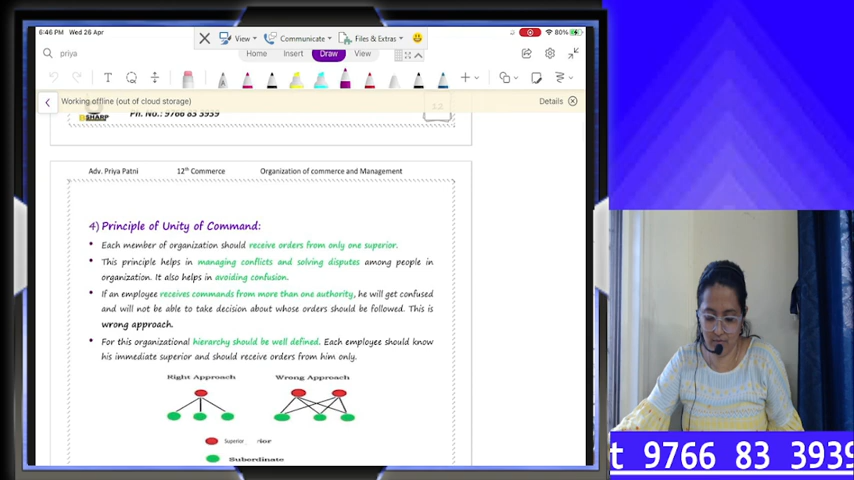 6:46 PM Wed 26 Apr
80%
View
Communicate
Files & Extras
priya
Home Insert Draw View
Working offline (out of cloud storage)
Details
BSHARP
Ph. No.: 9766 83 3939
Adv. Priya Patni 12th Commerce Organization of commerce and Management
4) Principle of Unity of Command:
• Each member of organization should receive orders from only one superior.
• This principle helps in managing conflicts and solving disputes among people in
organization. It also helps in avoiding confusion.
• If an employee receives commands from more than one authority, he will get confused
and will not be able to take decision about whose orders should be followed. This is
wrong approach.
• For this organizational hierarchy should be well defined. Each employee should know
his immediate superior and should receive orders from him only.
Right Approach Wrong Approach
Superior rior
Subordinate
t 9766 83 3939